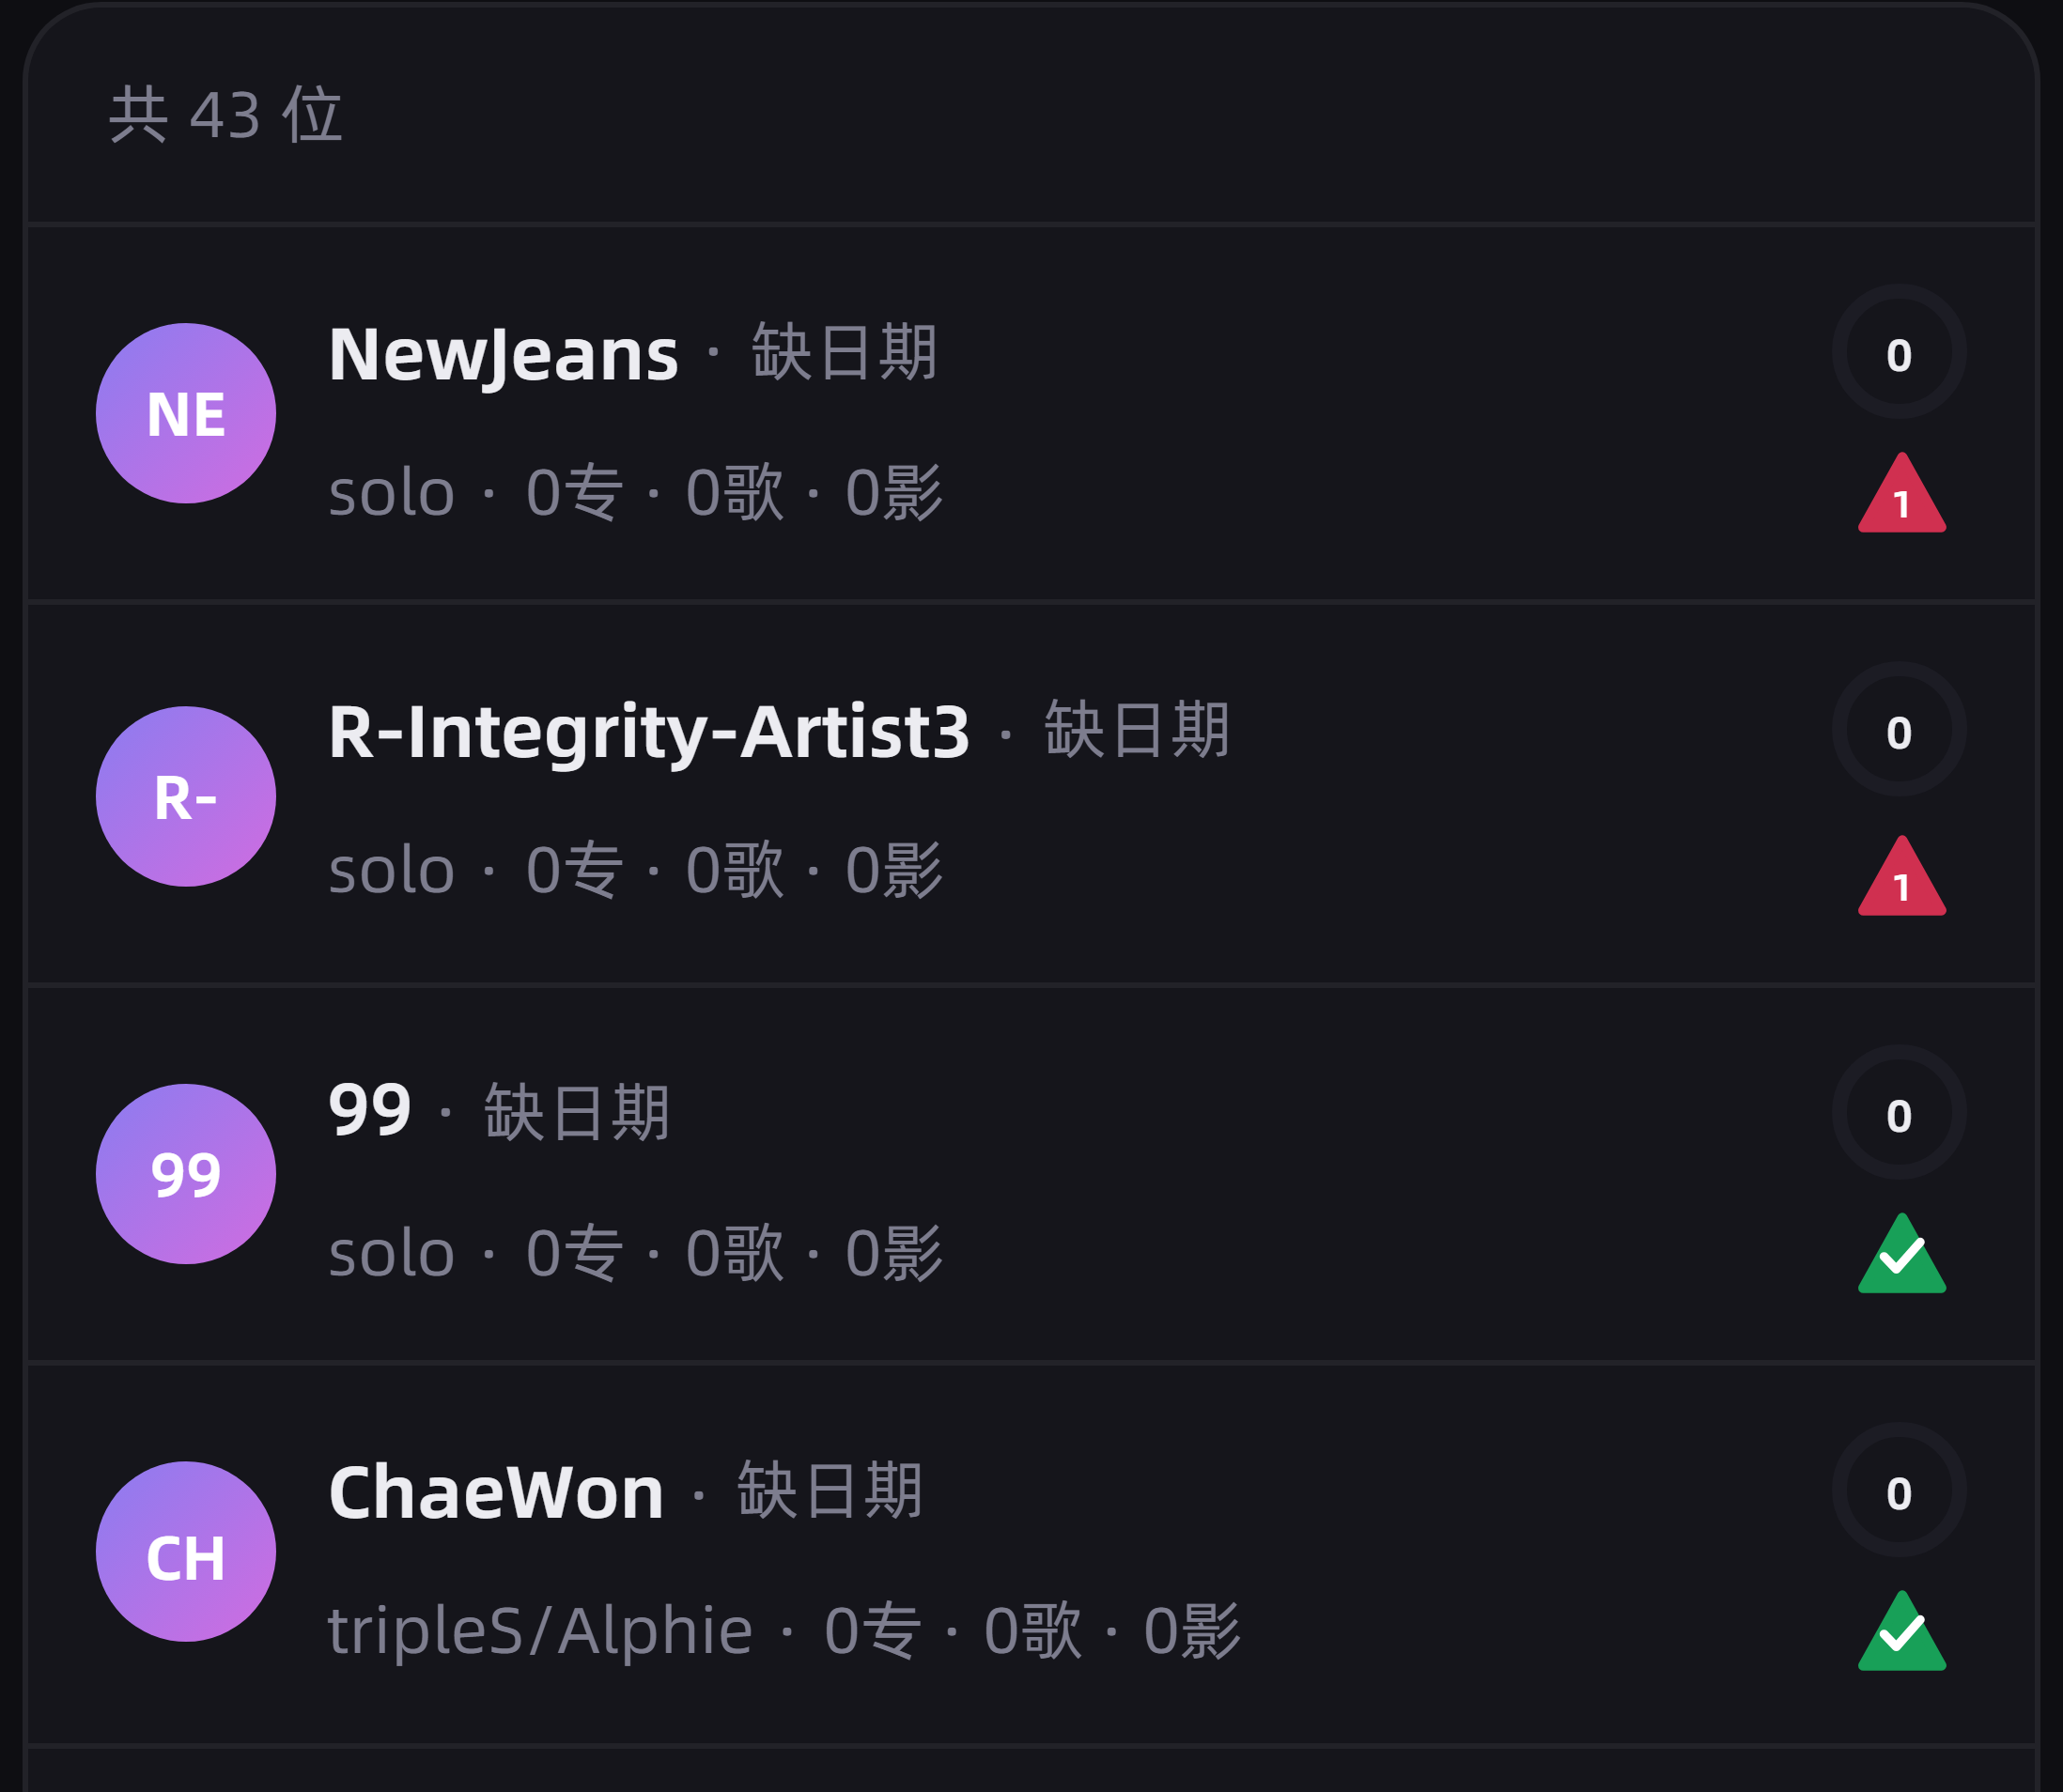 共 43 位
NE
NewJeans · 缺日期
0
solo · 0专 · 0歌 · 0影
1
R-
R-Integrity-Artist3 · 缺日期
0
solo · 0专 · 0歌 · 0影
1
99
99 · 缺日期
0
solo · 0专 · 0歌 · 0影
CH
ChaeWon · 缺日期
0
tripleS/Alphie · 0专 · 0歌 · 0影